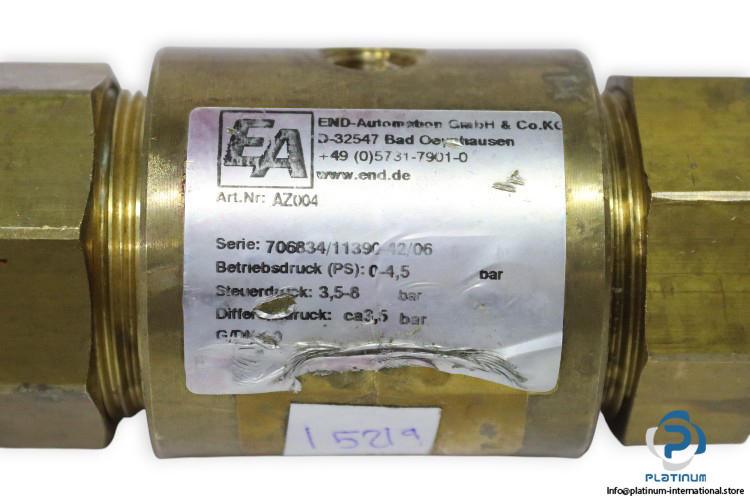 EA
END-Automation GmbH & Co.KG
D-32547 Bad Oeynhausen
+49 (0)5731-7901-0
www.end.de
Art.Nr: AZ004
Serie: 706834/11390-42/06
Betriebsdruck (PS): 0-4,5 bar
Steuerdruck: 3,5-8 bar
Differenzdruck: ca3,5 bar
15219
PLATINUM
Info@platinum-international.store